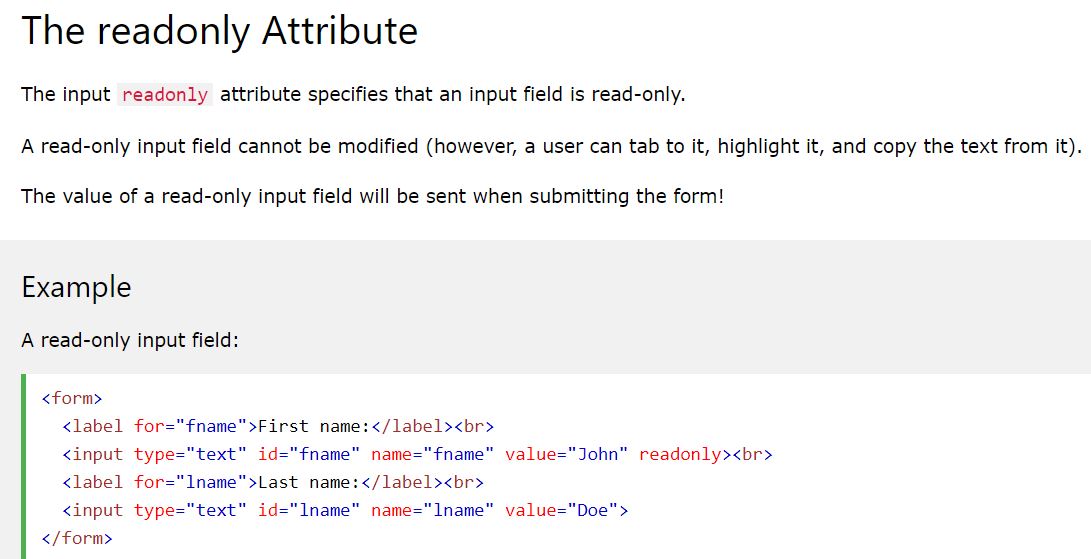 The readonly Attribute
The input readonly attribute specifies that an input field is read-only.
A read-only input field cannot be modified (however, a user can tab to it, highlight it, and copy the text from it).
The value of a read-only input field will be sent when submitting the form!
Example
A read-only input field:
<form>
  <label for="fname">First name:</label><br>
  <input type="text" id="fname" name="fname" value="John" readonly><br>
  <label for="lname">Last name:</label><br>
  <input type="text" id="lname" name="lname" value="Doe">
</form>